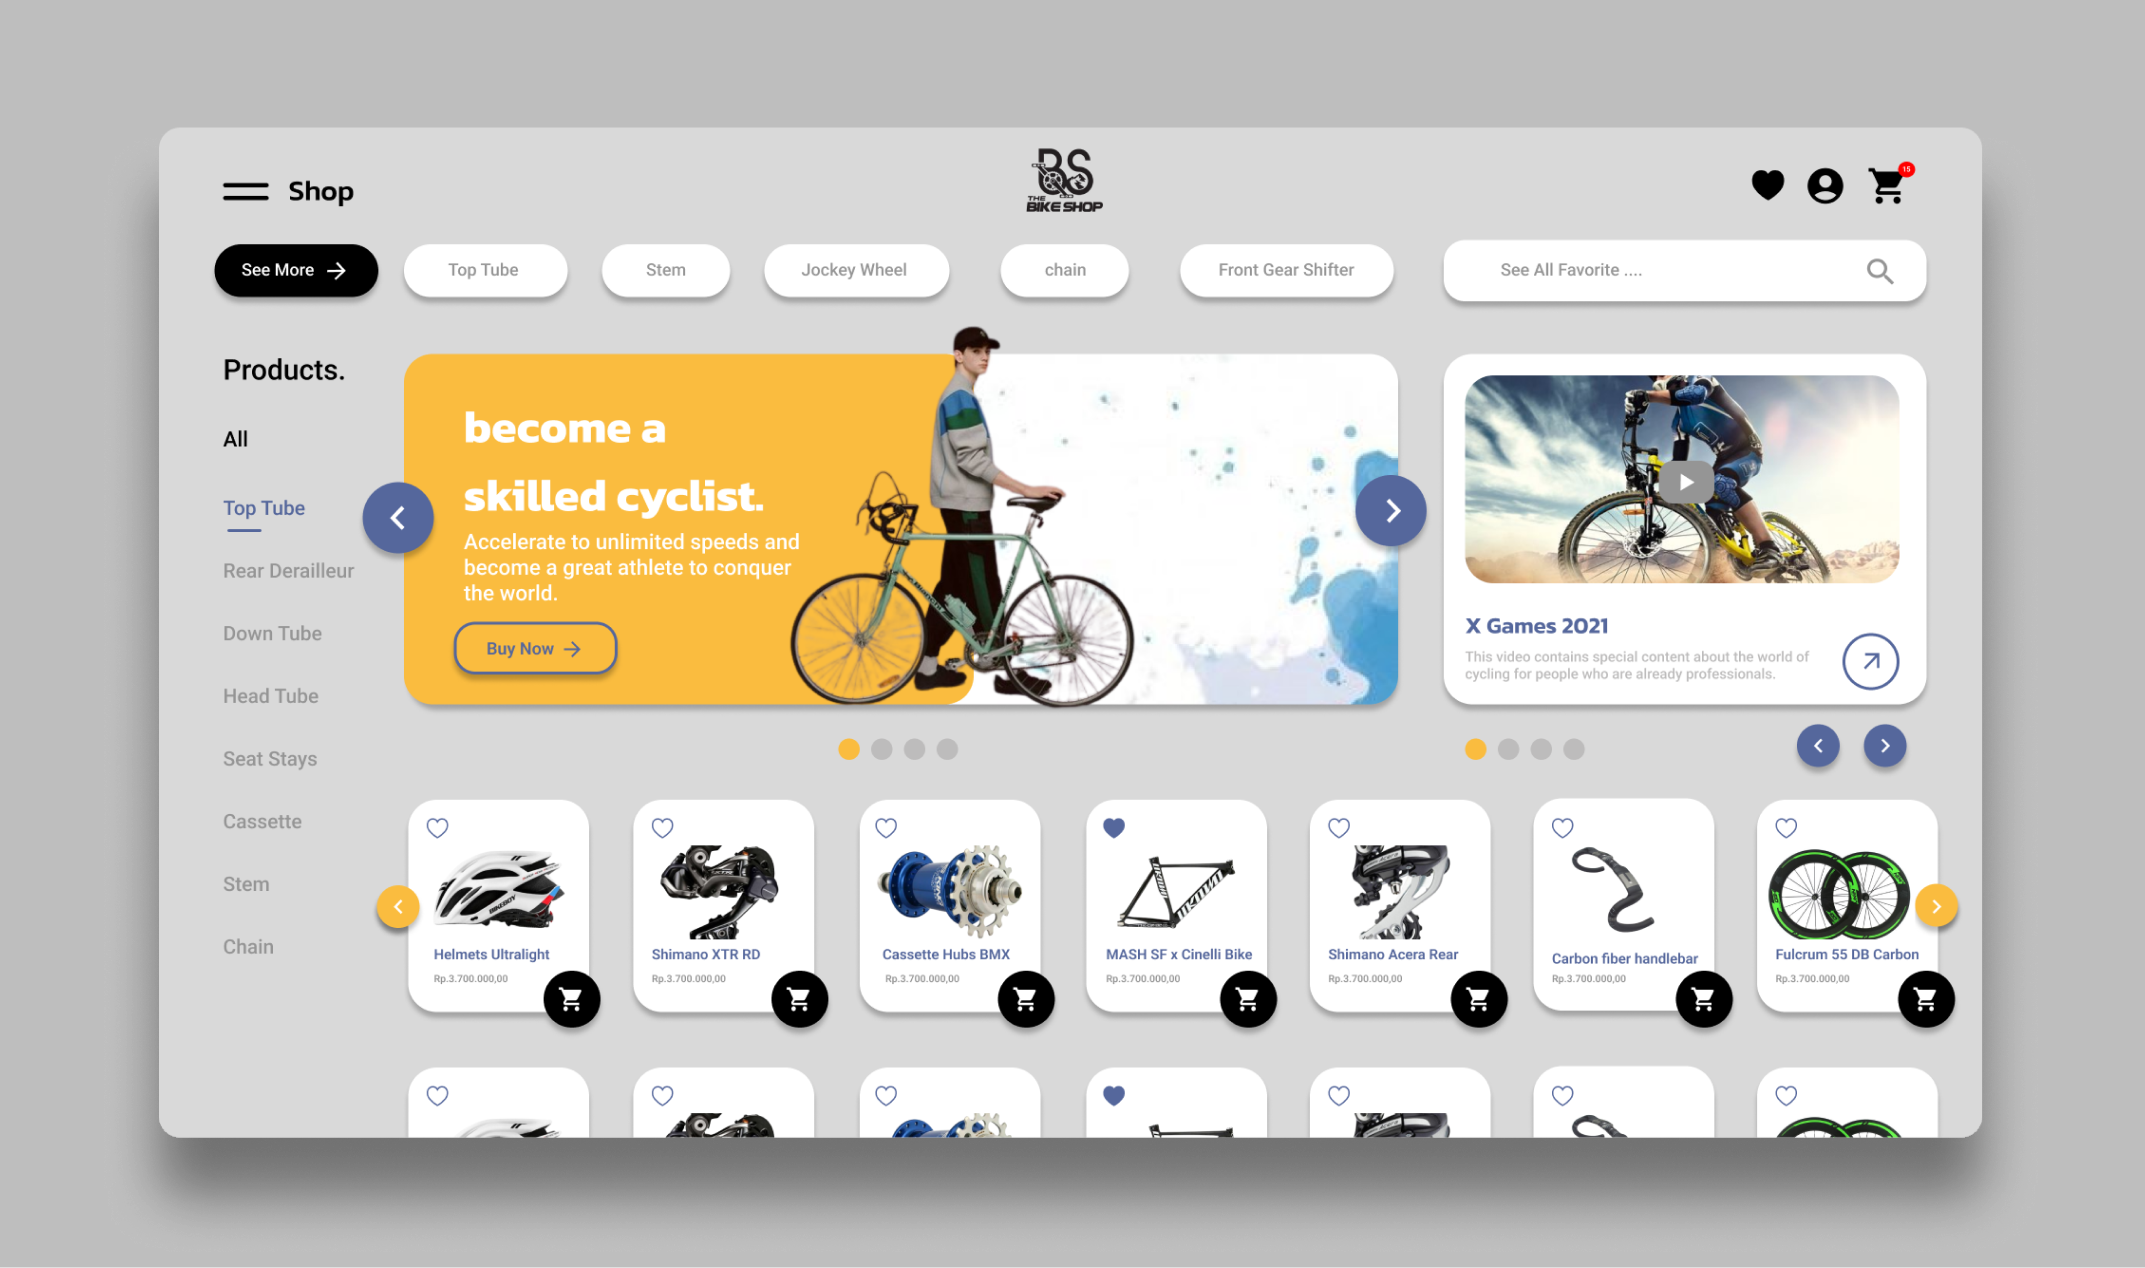 Shop
BS
THE
BIKE SHOP
15
See More
Top Tube
Stem
Jockey Wheel
chain
Front Gear Shifter
See All Favorite ....
Products.
All
Top Tube
Rear Derailleur
Down Tube
Head Tube
Seat Stays
Cassette
Stem
Chain
become a
skilled cyclist.
Accelerate to unlimited speeds and
become a great athlete to conquer
the world.
Buy Now
X Games 2021
This video contains special content about the world of
cycling for people who are already professionals.
Helmets Ultralight
Rp.3.700.000,00
XTR
Shimano XTR RD
Rp.3.700.000,00
Cassette Hubs BMX
Rp.3.700.000,00
MASH SF x Cinelli Bike
Rp.3.700.000,00
Shimano Acera Rear
Rp.3.700.000,00
Carbon fiber handlebar
Rp.3.700.000,00
Fulcrum 55 DB Carbon
Rp.3.700.000,00